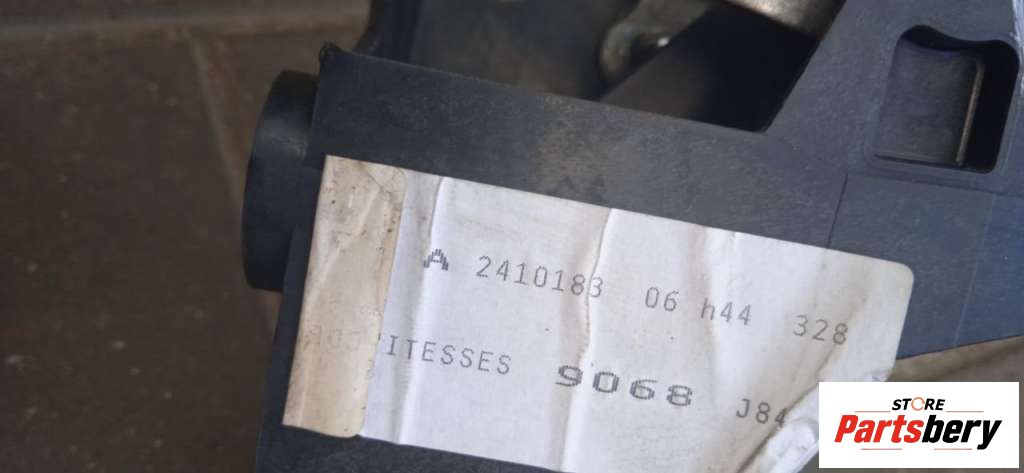 A 2410183 06 h44 328
VITESSES 9068 J84
STORE
Partsbery